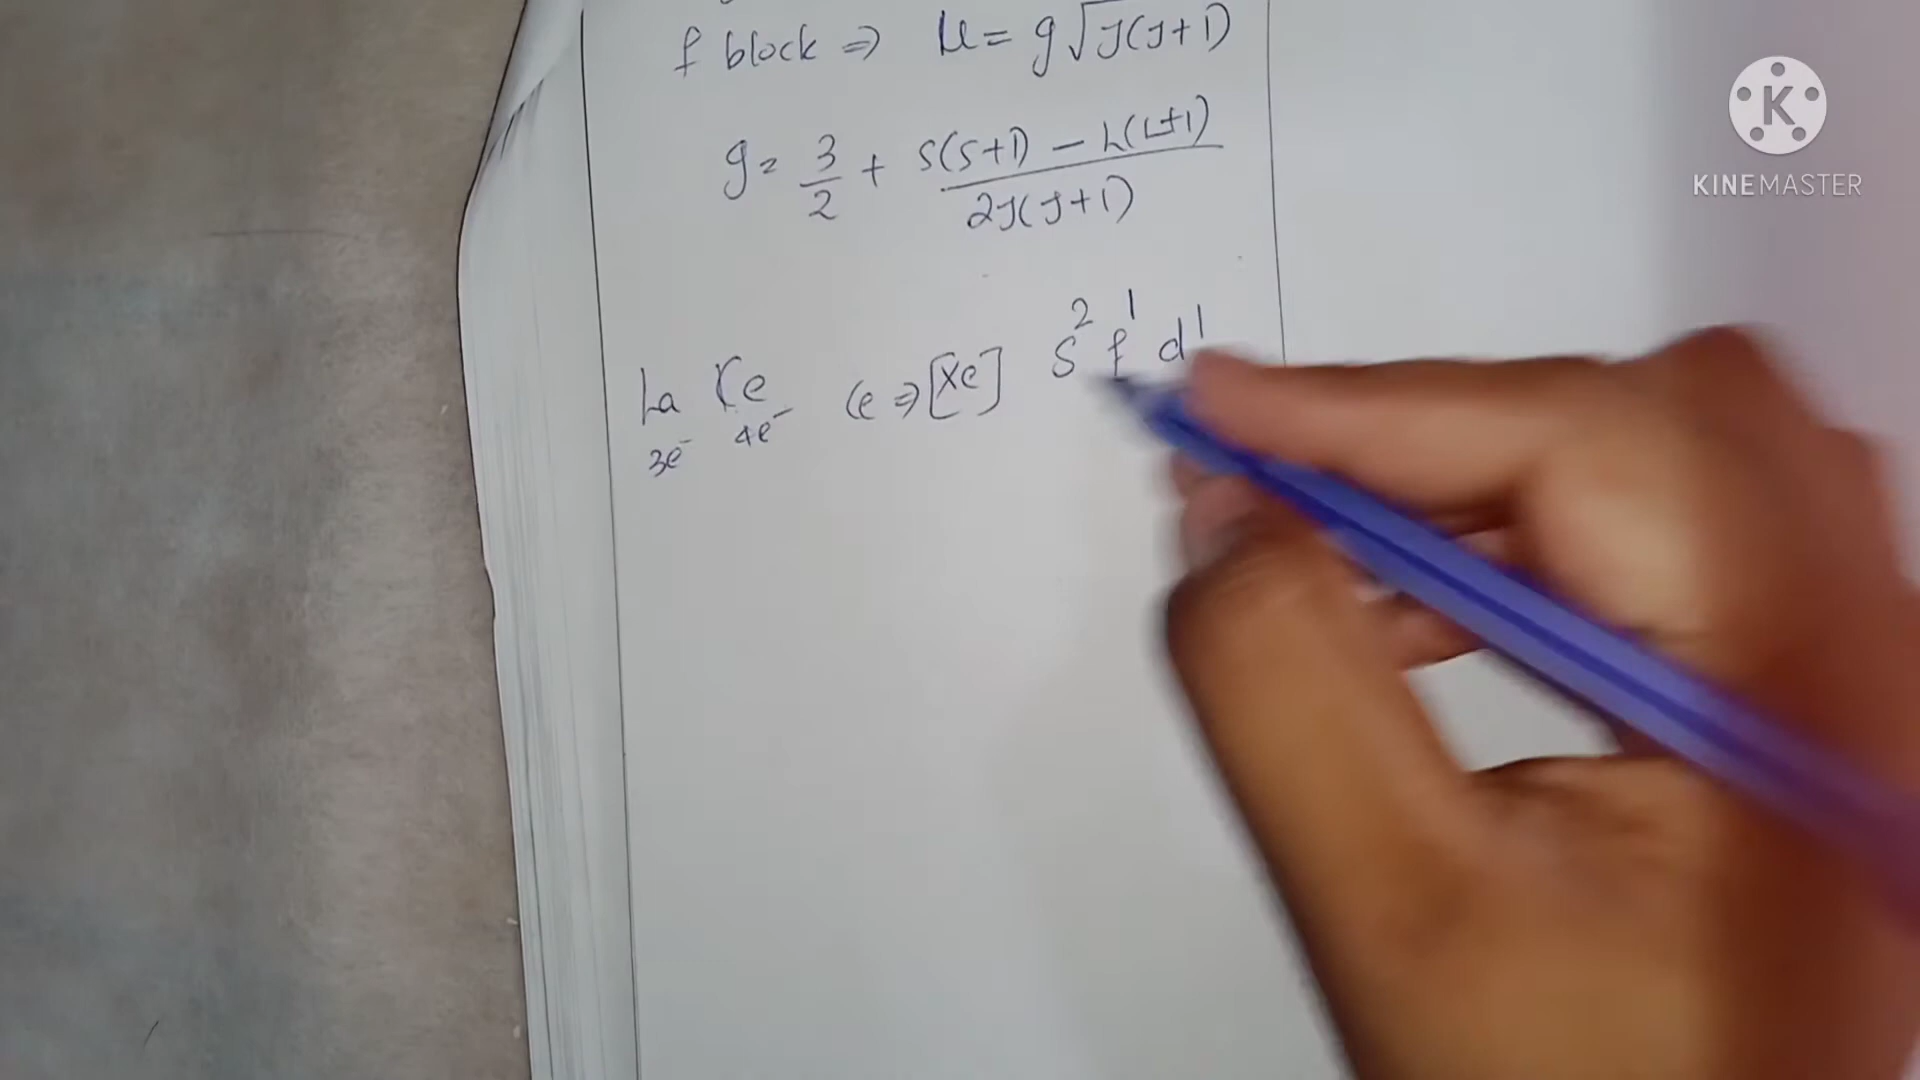 f block ⇒ μ = g√J(J+1)
g = 3/2 + S(S+1) - L(L+1) / 2J(J+1)
La Ce Ce ⇒ [Xe] s² f¹ d¹
3e⁻ 4e⁻
K
KINEMASTER